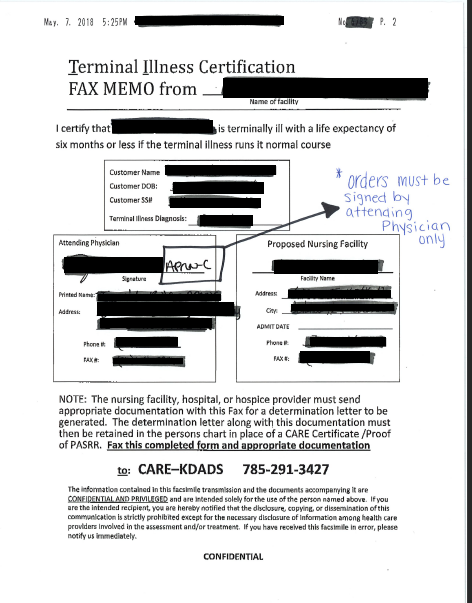 May. 7. 2018 5:25PM
No. P. 2
Terminal Illness Certification
FAX MEMO from
Name of facility
I certify that is terminally ill with a life expectancy of
six months or less if the terminal illness runs it normal course
Customer Name
Customer DOB:
Customer SS#
Terminal Illness Diagnosis:
* orders must be
signed by
attending
Physician
only
Attending Physician
APRN-C
Signature
Printed Name:
Address:
Phone #:
FAX #:
Proposed Nursing Facility
Facility Name
Address:
City:
ADMIT DATE
Phone #:
FAX #:
NOTE: The nursing facility, hospital, or hospice provider must send
appropriate documentation with this Fax for a determination letter to be
generated. The determination letter along with this documentation must
then be retained in the persons chart in place of a CARE Certificate /Proof
of PASRR. Fax this completed form and appropriate documentation
to: CARE–KDADS 785-291-3427
The information contained in this facsimile transmission and the documents accompanying it are
CONFIDENTIAL AND PRIVILEGED and are intended solely for the use of the person named above. If you
are the intended recipient, you are hereby notified that the disclosure, copying, or dissemination of this
communication is strictly prohibited except for the necessary disclosure of information among health care
providers involved in the assessment and/or treatment. If you have received this facsimile in error, please
notify us immediately.
CONFIDENTIAL